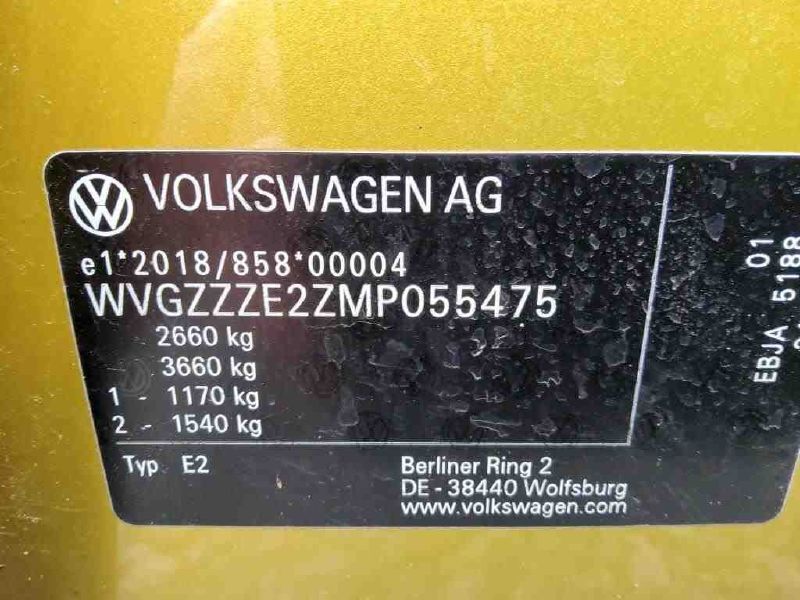 VOLKSWAGEN AG
e1*2018/858*00004
WVGZZZE2ZMP055475
2660 kg
3660 kg
1 - 1170 kg
2 - 1540 kg
Typ E2
Berliner Ring 2
DE - 38440 Wolfsburg
www.volkswagen.com
01
EBJA 5188